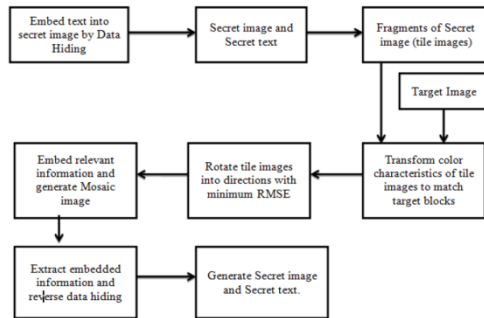 Embed text into
secret image by Data
Hiding
Secret image and
Secret text
Fragments of Secret
image (tile images)
Target Image
Transform color
characteristics of tile
images to match
target blocks
Rotate tile images
into directions with
minimum RMSE
Embed relevant
information and
generate Mosaic
image
Extract embedded
information and
reverse data hiding
Generate Secret image
and Secret text.